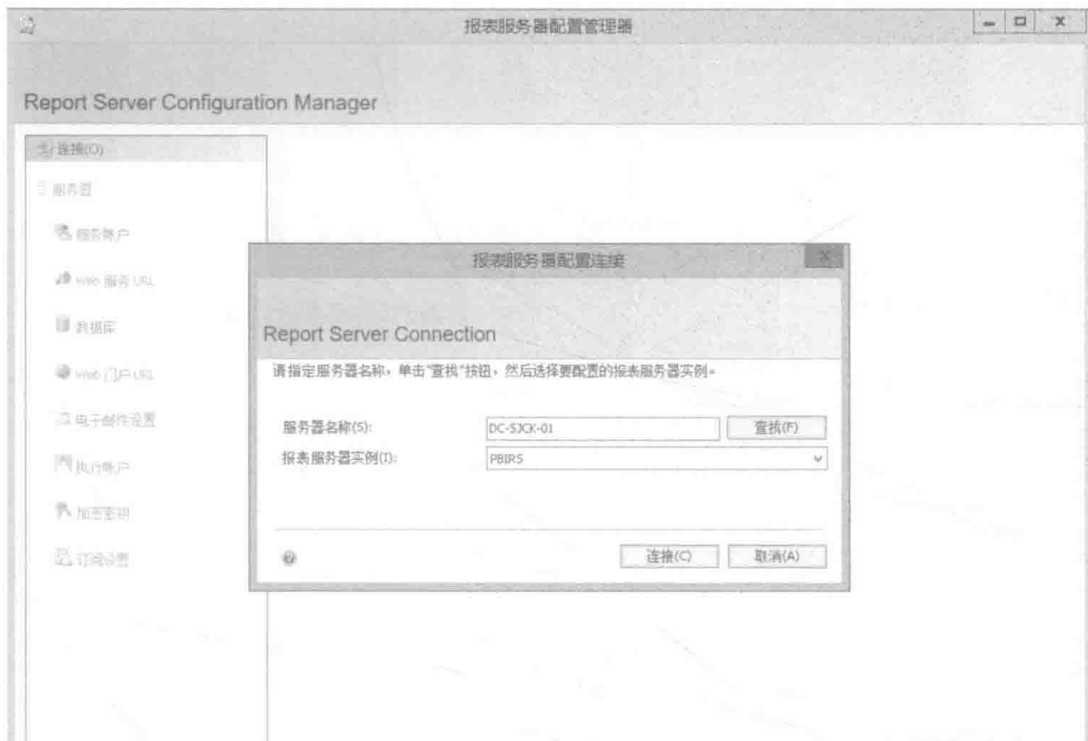 报表服务器配置管理器
Report Server Configuration Manager
连接(O)
服务器
服务帐户
Web 服务 URL
数据库
Web 门户 URL
电子邮件设置
执行帐户
加密密钥
订阅设置
报表服务器配置连接
Report Server Connection
请指定服务器名称，单击"查找"按钮，然后选择要配置的报表服务器实例。
服务器名称(S):
DC-SJCK-01
查找(F)
报表服务器实例(I):
PBIRS
连接(C)
取消(A)